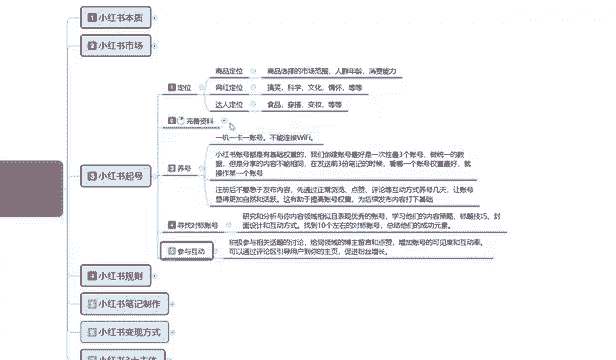 1 小红书本质
2 小红书市场
3 小红书起号
1 定位
商品定位
商品选择的市场范围，人群年龄，消费能力
网红定位
搞笑，科学，文化，情怀，等等
达人定位
食品，穿搭，变妆，等等
2 完善资料
3 养号
一机一卡一账号。不能连接WiFi。
小红书账号都是有基础权重的，我们创建账号最好是一次性最3个账号，做统一的数
据，但是分享的内容不能相同，在发送前3份笔记的时候，看哪一个账号权重最好，就
操作某一个账号
注册后不要急于发布内容，先通过正常浏览、点赞、评论等互动方式养号几天，让账号
显得更加自然和活跃。这有助于提高账号权重，为后续发布内容打下基础
4 寻找对标账号
研究和分析与你内容领域相似且表现优秀的账号，学习他们的内容策略、标题技巧、封
面设计和互动方式。找到10个左右的对标账号，总结他们的成功元素。
5 参与互动
积极参与相关话题的讨论，给同领域的博主留言和点赞，增加账号的可见度和互动率。
可以通过评论区引导用户到你的主页，促进粉丝增长。
4 小红书规则
5 小红书笔记制作
6 小红书变现方式
小红书3大主体